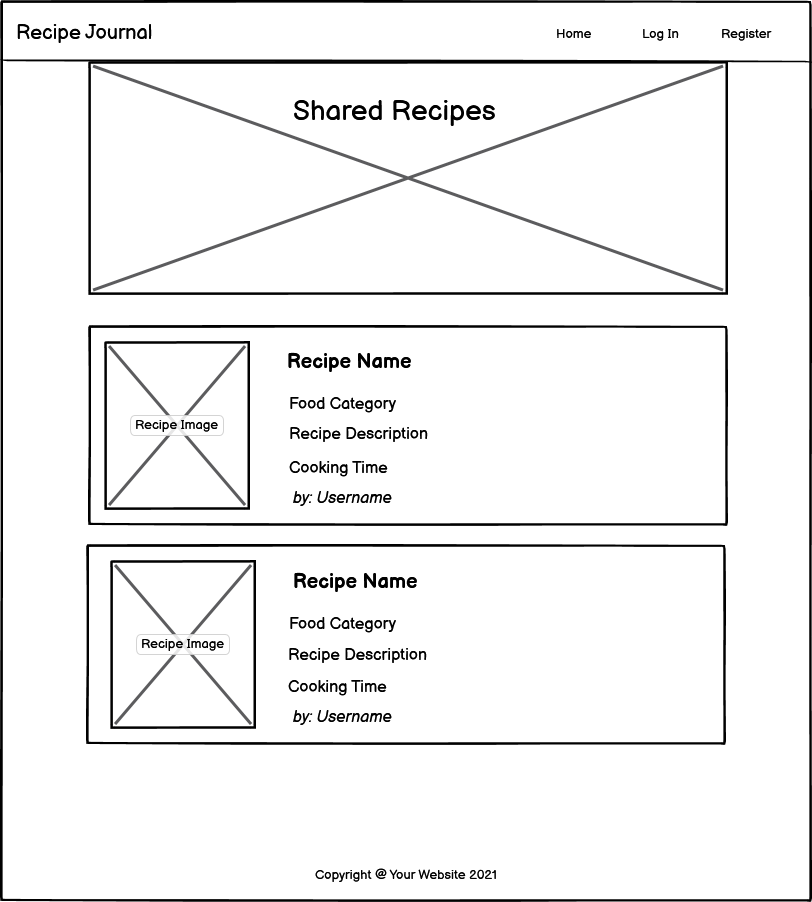 Recipe Journal
Home Log In Register
Shared Recipes
Recipe Image
Recipe Name
Food Category
Recipe Description
Cooking Time
by: Username
Recipe Image
Recipe Name
Food Category
Recipe Description
Cooking Time
by: Username
Copyright @ Your Website 2021